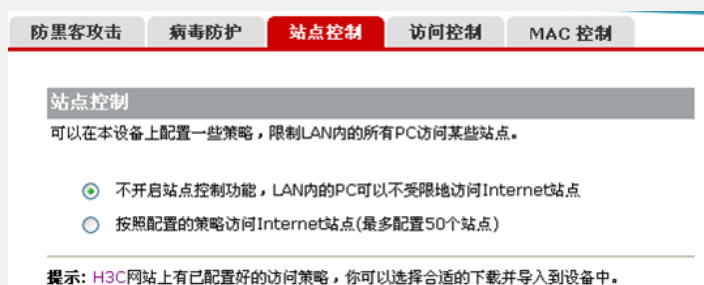 防黑客攻击 病毒防护 站点控制 访问控制 MAC 控制
站点控制
可以在本设备上配置一些策略，限制LAN内的所有PC访问某些站点。
不开启站点控制功能，LAN内的PC可以不受限地访问Internet站点
按照配置的策略访问Internet站点(最多配置50个站点)
提示: H3C网站上有已配置好的访问策略，你可以选择合适的下载并导入到设备中。